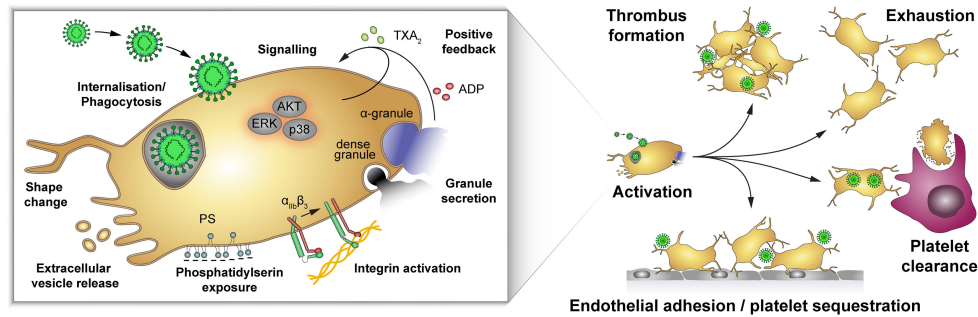 Internalisation/
Phagocytosis
Signalling
TXA2
Positive
feedback
ADP
AKT
ERK
p38
α-granule
dense
granule
Granule
secretion
Shape
change
PS
αIIbβ3
Extracellular
vesicle release
Phosphatidylserin
exposure
Integrin activation
Thrombus
formation
Exhaustion
Activation
Platelet
clearance
Endothelial adhesion / platelet sequestration